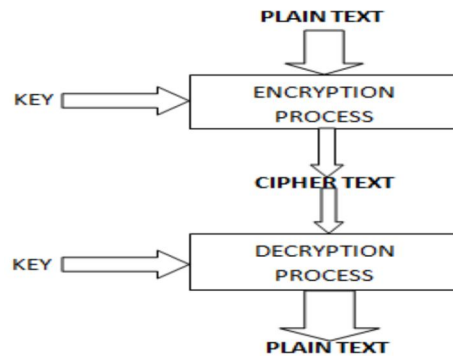 PLAIN TEXT
KEY
ENCRYPTION
PROCESS
CIPHER TEXT
KEY
DECRYPTION
PROCESS
PLAIN TEXT